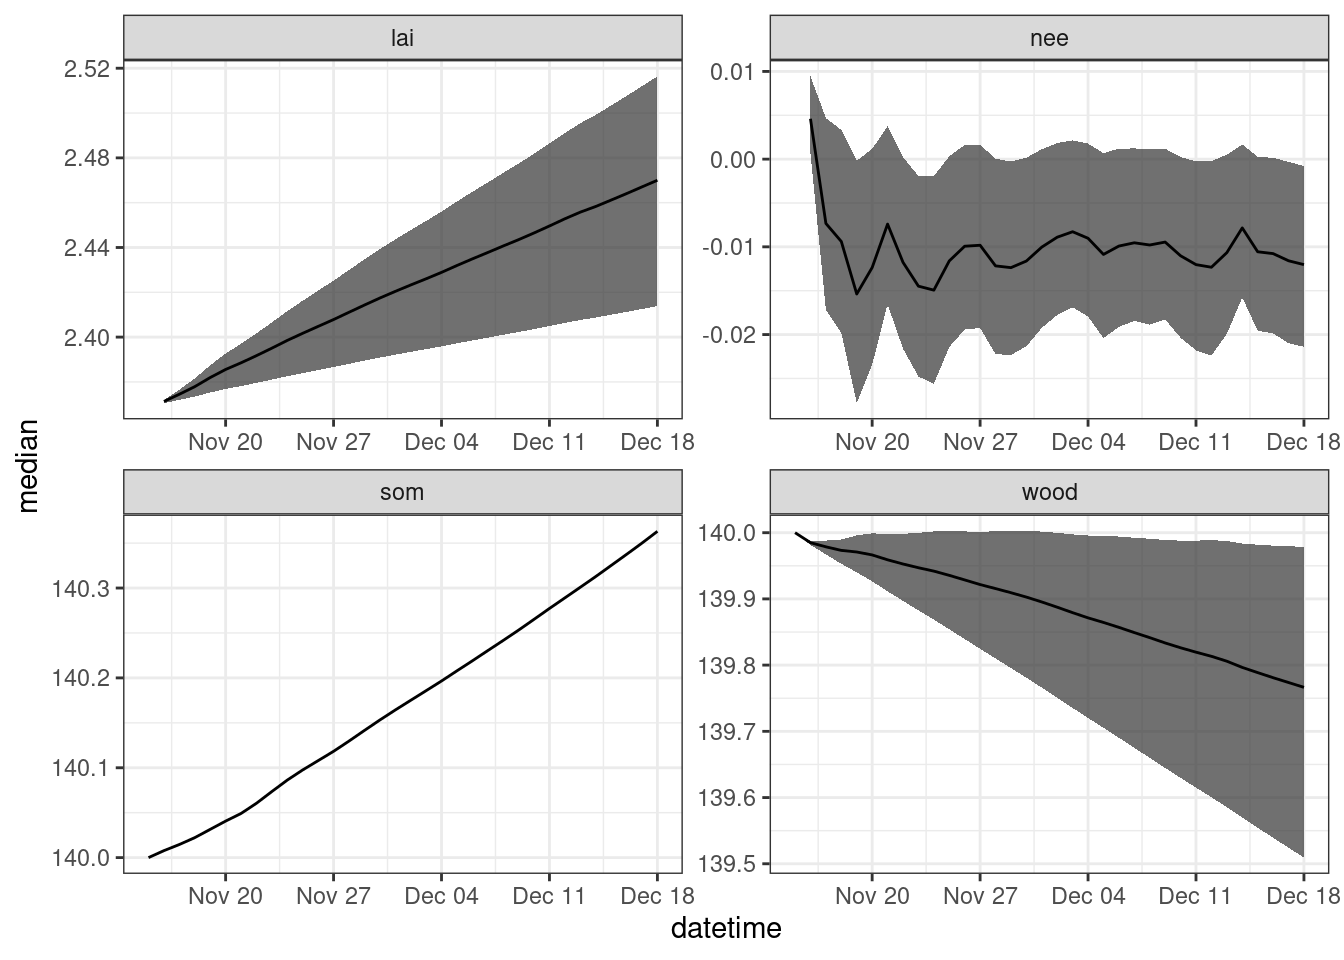 lai
nee
2.52
2.48
2.44
2.40
0.01
0.00
-0.01
-0.02
Nov 20 Nov 27 Dec 04 Dec 11 Dec 18
Nov 20 Nov 27 Dec 04 Dec 11 Dec 18
median
som
wood
140.3
140.2
140.1
140.0
140.0
139.9
139.8
139.7
139.6
139.5
Nov 20 Nov 27 Dec 04 Dec 11 Dec 18
Nov 20 Nov 27 Dec 04 Dec 11 Dec 18
datetime